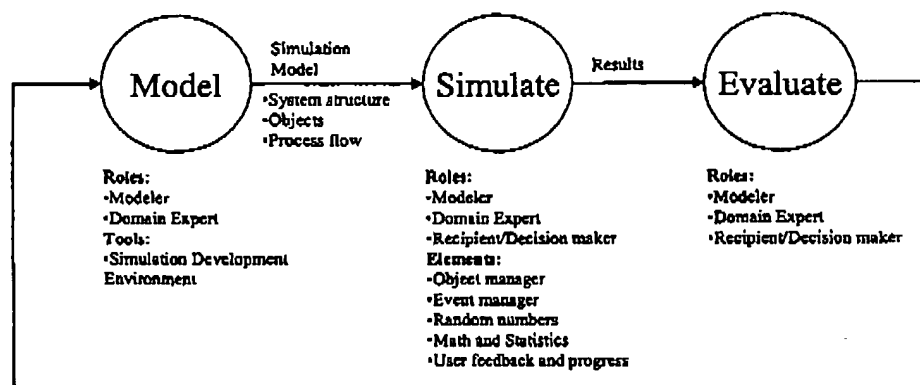 Model
Simulation
Model
•System structure
•Objects
•Process flow
Simulate
Results
Evaluate
Roles:
•Modeler
•Domain Expert
Tools:
•Simulation Development
Environment
Roles:
•Modeler
•Domain Expert
•Recipient/Decision maker
Elements:
•Object manager
•Event manager
•Random numbers
•Math and Statistics
•User feedback and progress
Roles:
•Modeler
•Domain Expert
•Recipient/Decision maker